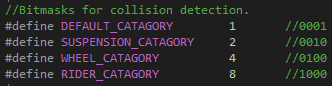 //Bitmasks for collision detection.
#define DEFAULT_CATAGORY 1 //0001
#define SUSPENSION_CATAGORY 2 //0010
#define WHEEL_CATAGORY 4 //0100
#define RIDER_CATAGORY 8 //1000